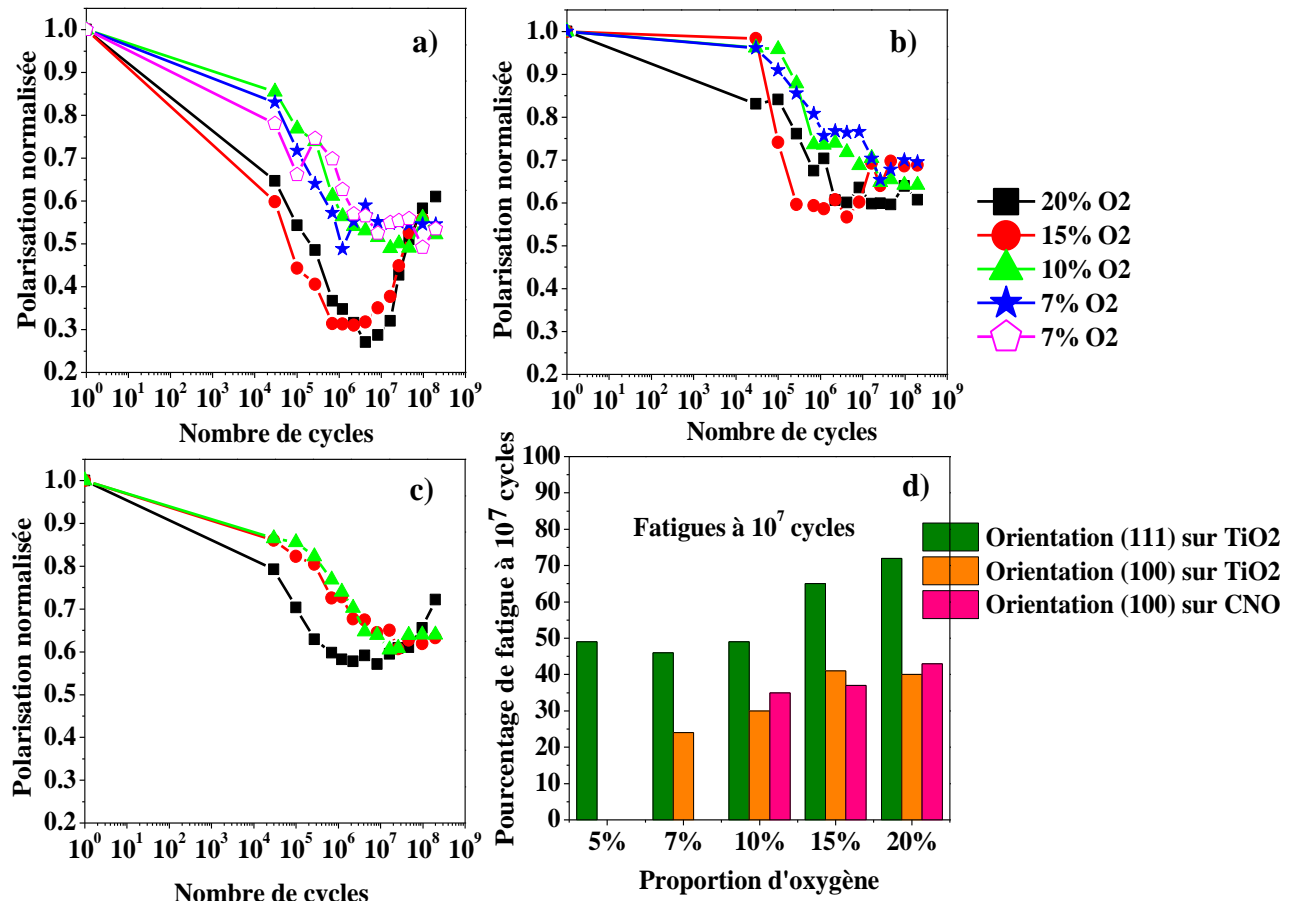 a)
Polarisation normalisée
1.0
0.9
0.8
0.7
0.6
0.5
0.4
0.3
0.2
10^0 10^1 10^2 10^3 10^4 10^5 10^6 10^7 10^8 10^9
Nombre de cycles
b)
Polarisation normalisée
1.0
0.9
0.8
0.7
0.6
0.5
0.4
0.3
0.2
10^0 10^1 10^2 10^3 10^4 10^5 10^6 10^7 10^8 10^9
Nombre de cycles
20% O2
15% O2
10% O2
7% O2
7% O2
c)
Polarisation normalisée
1.0
0.9
0.8
0.7
0.6
0.5
0.4
0.3
0.2
10^0 10^1 10^2 10^3 10^4 10^5 10^6 10^7 10^8 10^9
Nombre de cycles
d)
Pourcentage de fatigue à 10^7 cycles
100
90
80
70
60
50
40
30
20
10
0
Fatigues à 10^7 cycles
Orientation (111) sur TiO2
Orientation (100) sur TiO2
Orientation (100) sur CNO
5% 7% 10% 15% 20%
Proportion d'oxygène